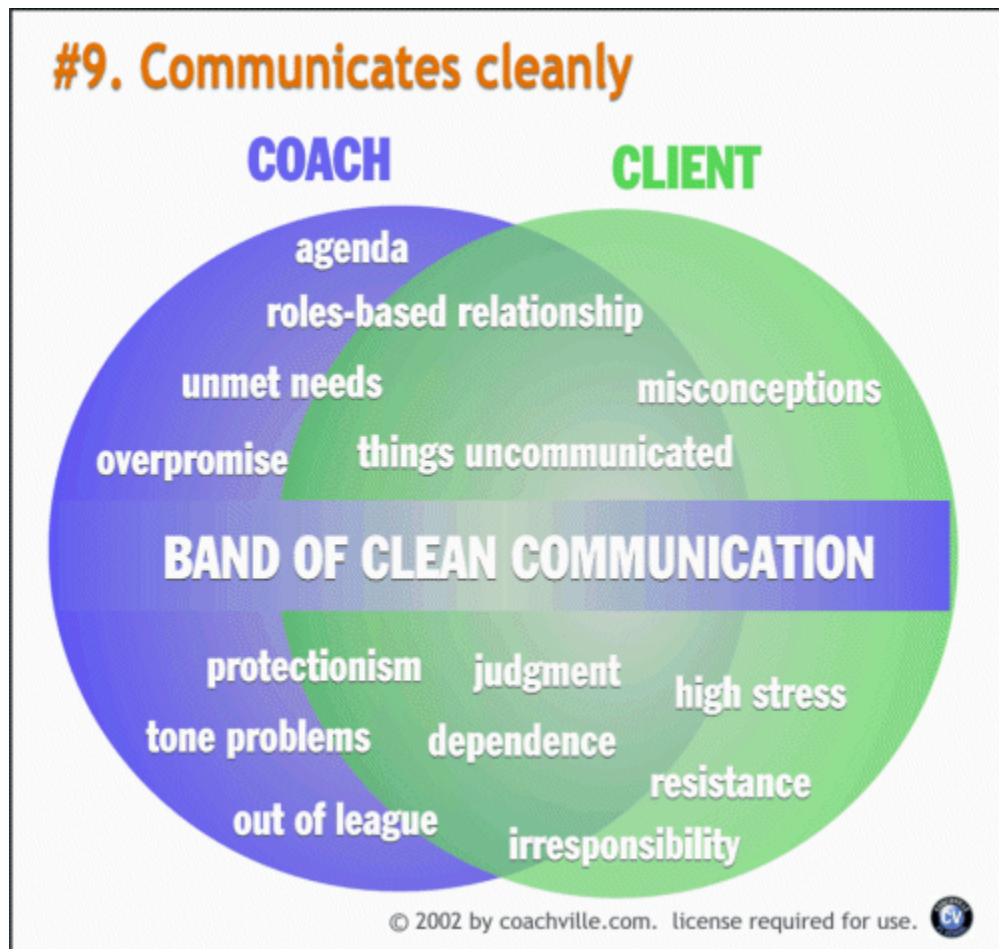 #9. Communicates cleanly
COACH
CLIENT
agenda
roles-based relationship
unmet needs
misconceptions
overpromise
things uncommunicated
BAND OF CLEAN COMMUNICATION
protectionism
judgment
high stress
tone problems
dependence
resistance
out of league
irresponsibility
© 2002 by coachville.com. license required for use.
CV